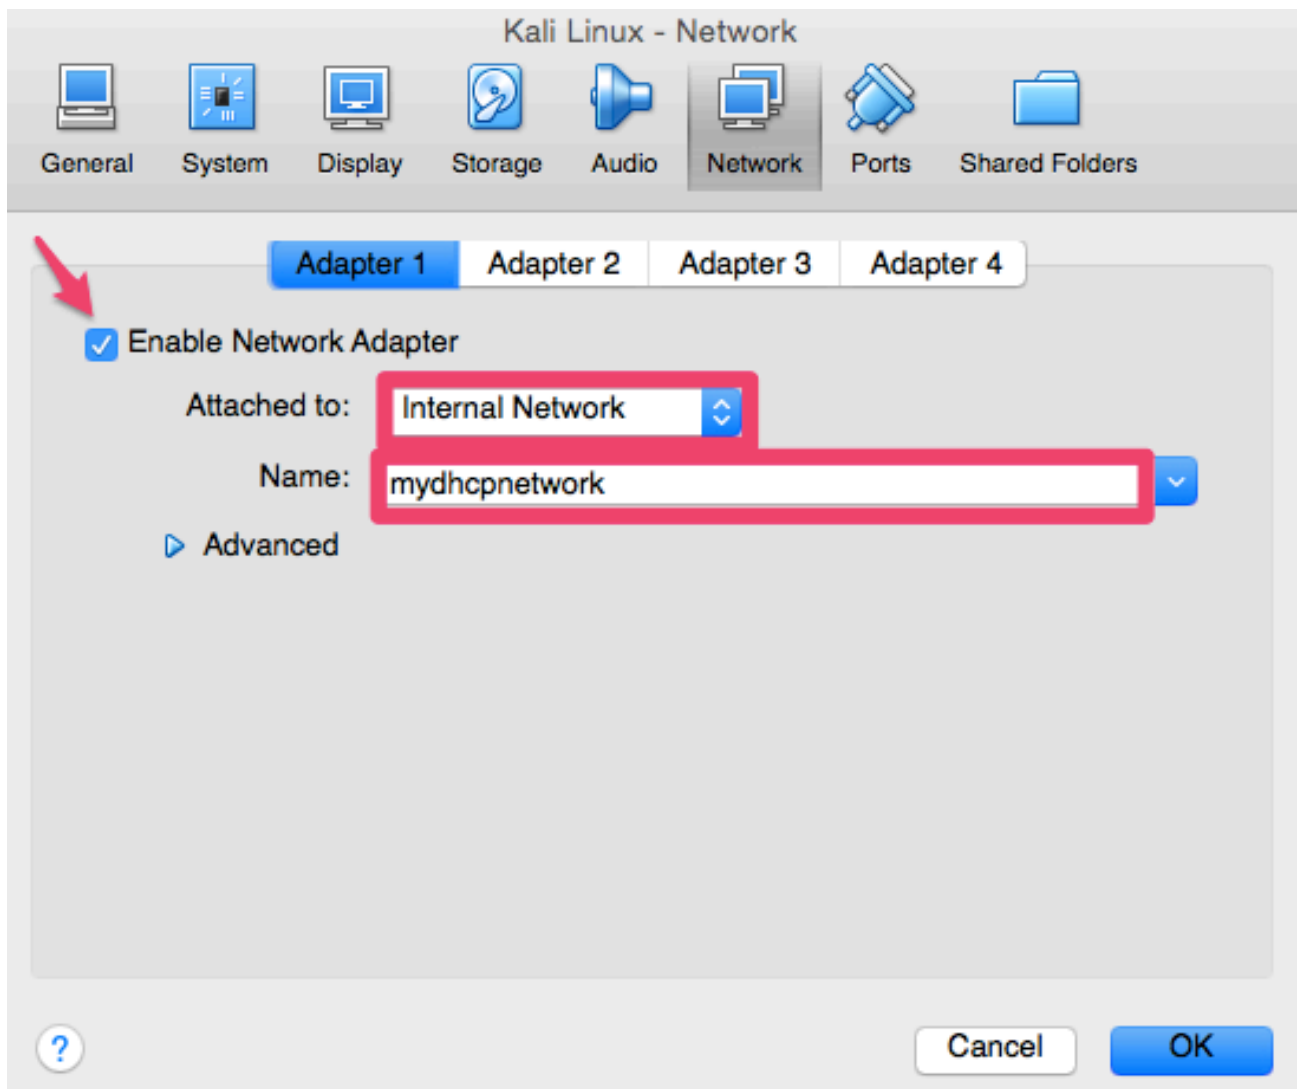 Kali Linux - Network
General System Display Storage Audio Network Ports Shared Folders
Adapter 1 Adapter 2 Adapter 3 Adapter 4
Enable Network Adapter
Attached to: Internal Network
Name: mydhcpnetwork
Advanced
? Cancel OK